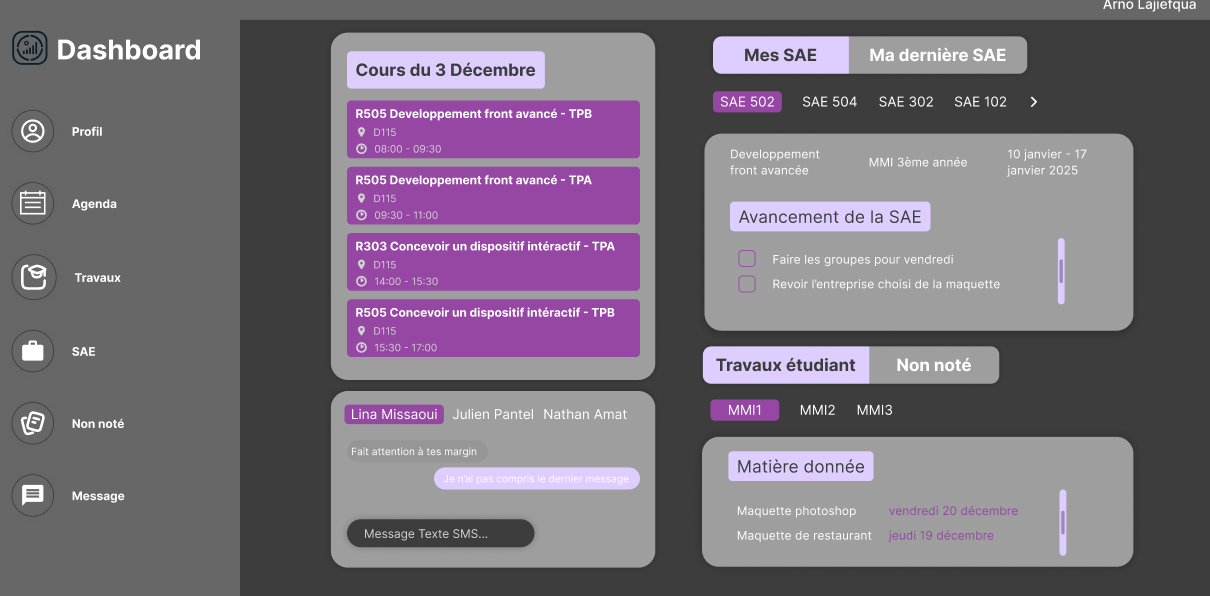 Arno Lajiefqua
Dashboard
Profil
Agenda
Travaux
SAE
Non noté
Message
Cours du 3 Décembre
R505 Developpement front avancé - TPB
D115
08:00 - 09:30
R505 Developpement front avancé - TPA
D115
09:30 - 11:00
R303 Concevoir un dispositif intéractif - TPA
D115
14:00 - 15:30
R505 Concevoir un dispositif intéractif - TPB
D115
15:30 - 17:00
Lina Missaoui Julien Pantel Nathan Amat
Fait attention à tes margin
Je n'ai pas compris le dernier message
Message Texte SMS...
Mes SAE Ma dernière SAE
SAE 502 SAE 504 SAE 302 SAE 102
Developpement
front avancée
MMI 3ème année
10 janvier - 17
janvier 2025
Avancement de la SAE
Faire les groupes pour vendredi
Revoir l'entreprise choisi de la maquette
Travaux étudiant Non noté
MMI1 MMI2 MMI3
Matière donnée
Maquette photoshop vendredi 20 décembre
Maquette de restaurant jeudi 19 décembre